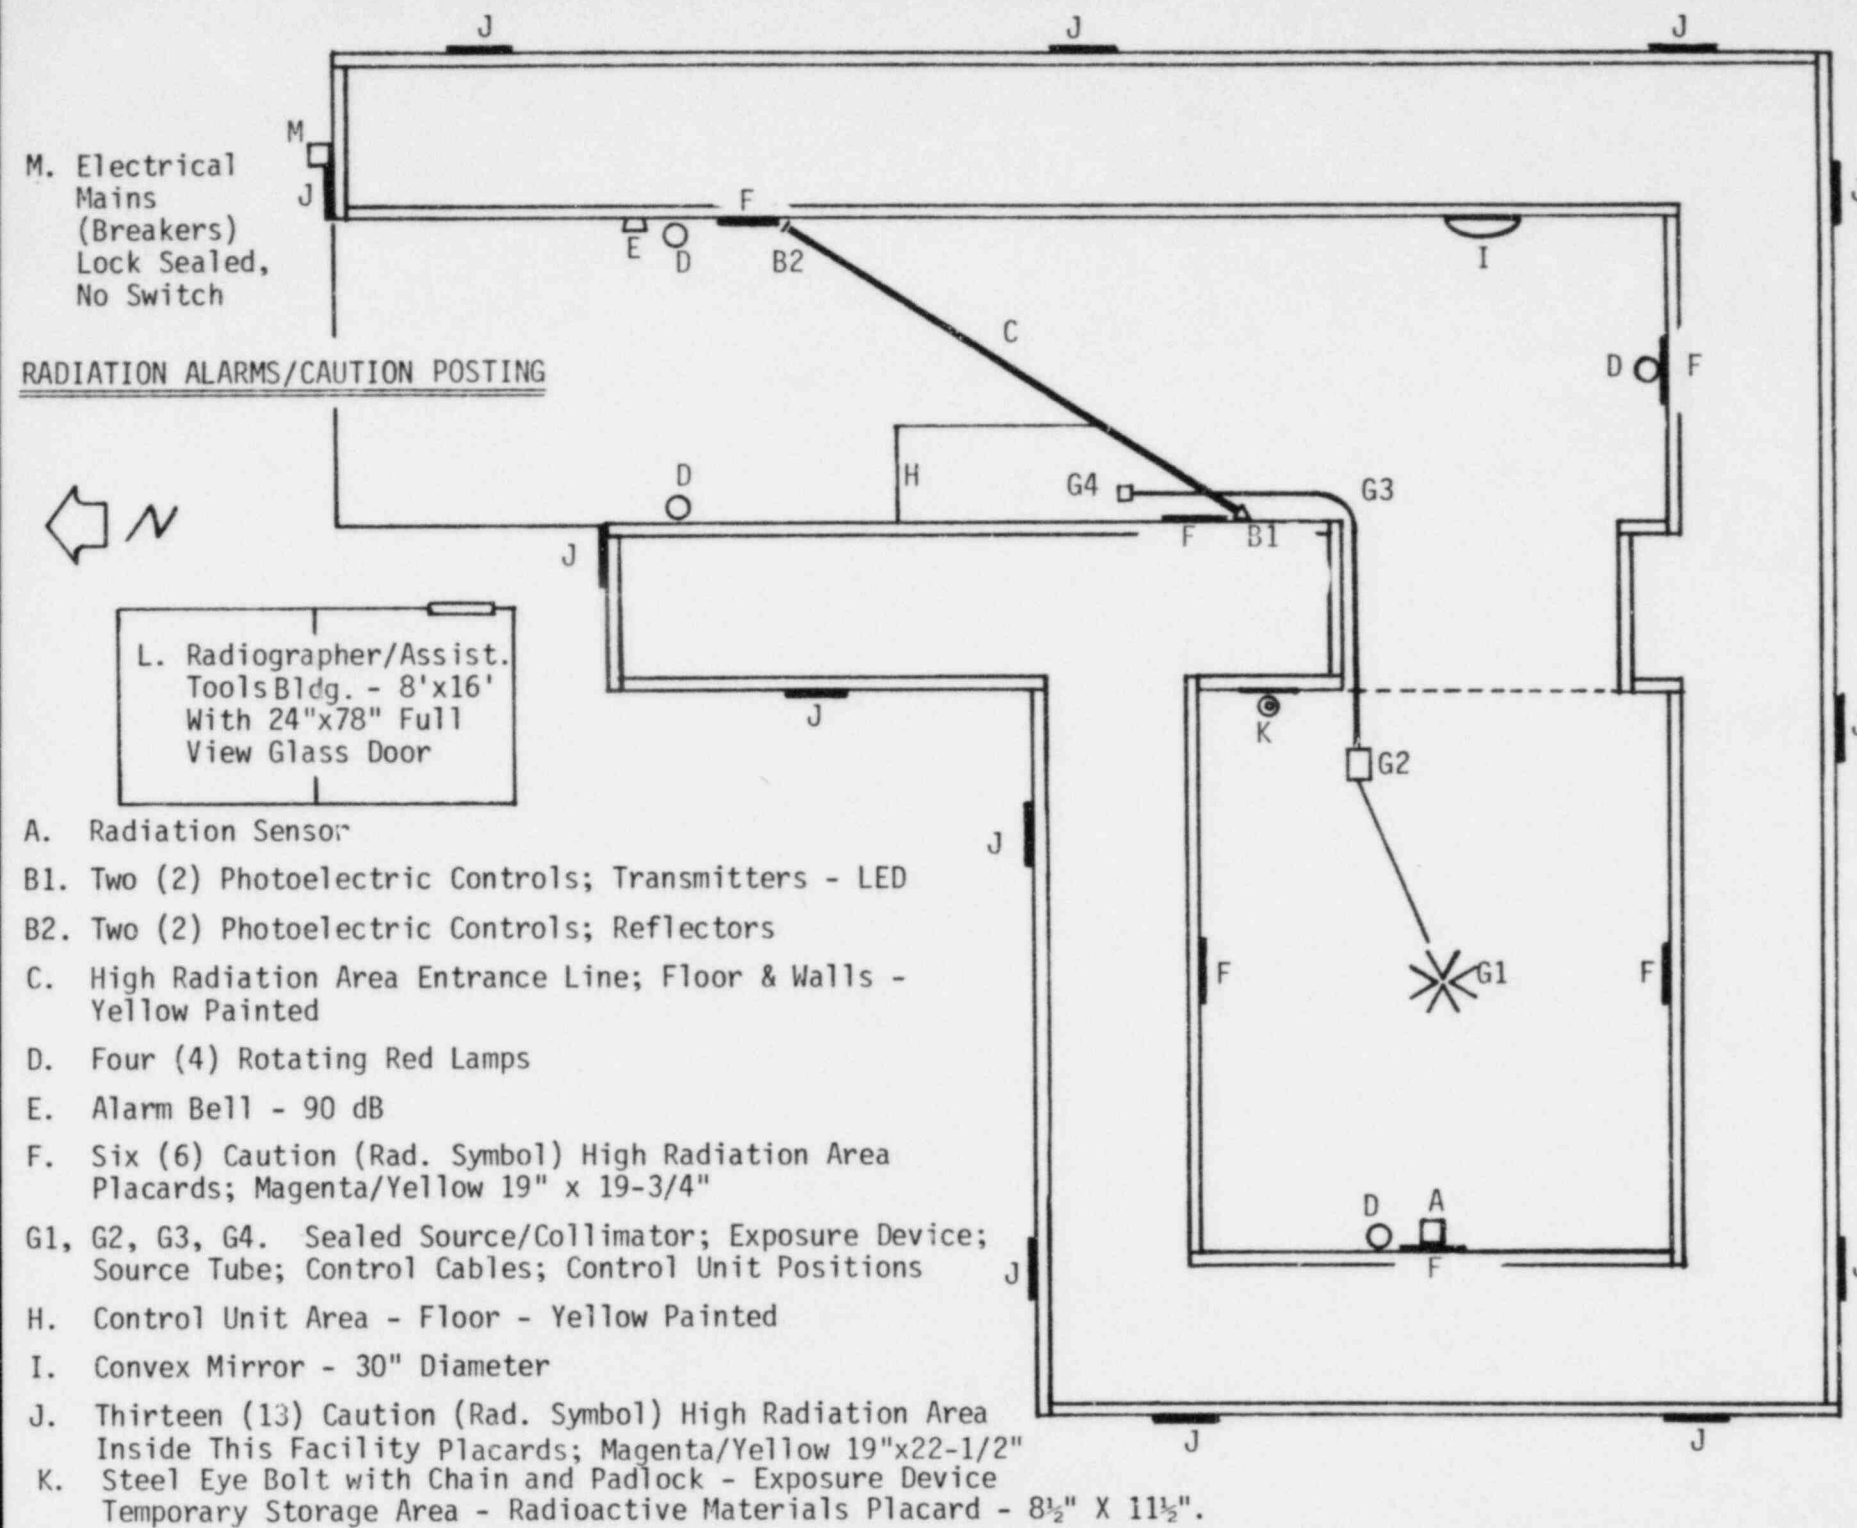 J J J
M
M. Electrical
Mains
(Breakers)
Lock Sealed,
No Switch
J
F
E
D
B2
I
J
C
RADIATION ALARMS/CAUTION POSTING
D F
D
H
G4
G3
N
F
B1
J
L. Radiographer/Assist.
Tools Bldg. - 8'x16'
With 24"x78" Full
View Glass Door
J
K
G2
J
A. Radiation Sensor
J
B1. Two (2) Photoelectric Controls; Transmitters - LED
B2. Two (2) Photoelectric Controls; Reflectors
C. High Radiation Area Entrance Line; Floor & Walls -
Yellow Painted
F
G1
F
D. Four (4) Rotating Red Lamps
E. Alarm Bell - 90 dB
F. Six (6) Caution (Rad. Symbol) High Radiation Area
Placards; Magenta/Yellow 19" x 19-3/4"
D
A
F
G1, G2, G3, G4. Sealed Source/Collimator; Exposure Device;
Source Tube; Control Cables; Control Unit Positions
J
J
H. Control Unit Area - Floor - Yellow Painted
I. Convex Mirror - 30" Diameter
J. Thirteen (13) Caution (Rad. Symbol) High Radiation Area
Inside This Facility Placards; Magenta/Yellow 19"x22-1/2"
J
J
K. Steel Eye Bolt with Chain and Padlock - Exposure Device
Temporary Storage Area - Radioactive Materials Placard - 8½" X 11½".